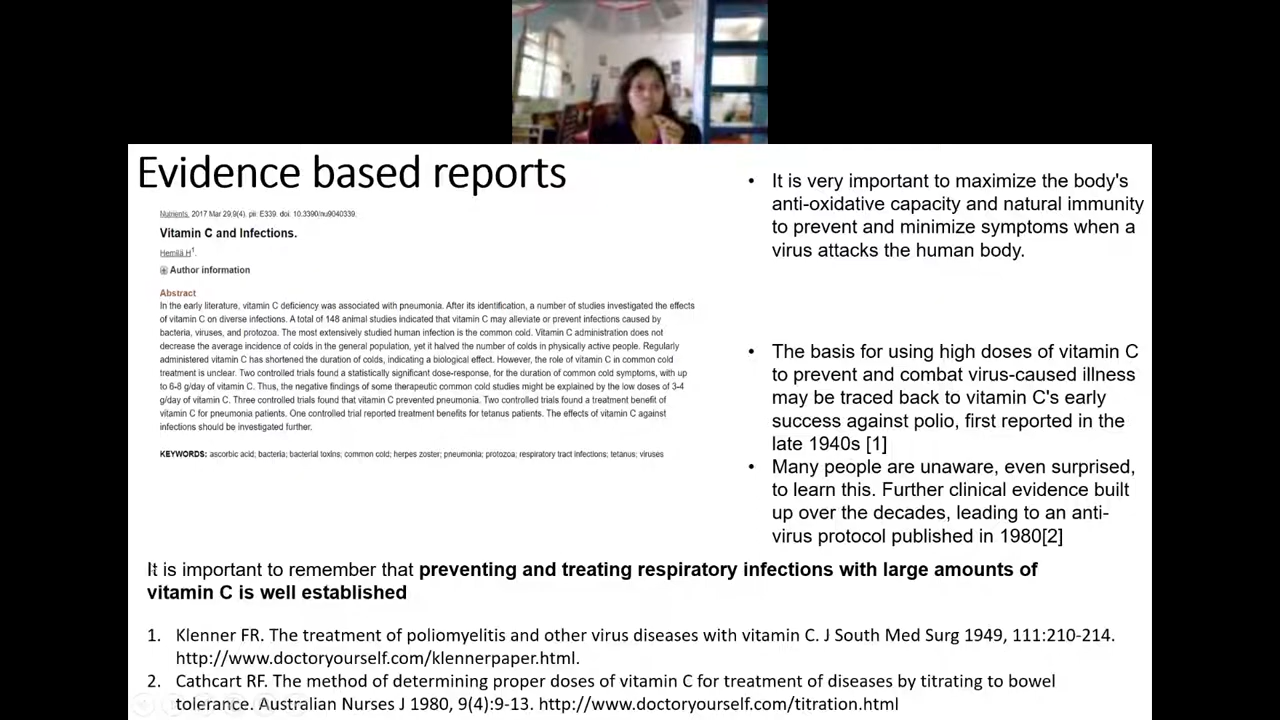 Evidence based reports
Nutrients. 2017 Mar 29;9(4). pii: E339. doi: 10.3390/nu9040339.
Vitamin C and Infections.
Hemilä H1.
Author information
Abstract
In the early literature, vitamin C deficiency was associated with pneumonia. After its identification, a number of studies investigated the effects
of vitamin C on diverse infections. A total of 148 animal studies indicated that vitamin C may alleviate or prevent infections caused by
bacteria, viruses, and protozoa. The most extensively studied human infection is the common cold. Vitamin C administration does not
decrease the average incidence of colds in the general population, yet it halved the number of colds in physically active people. Regularly
administered vitamin C has shortened the duration of colds, indicating a biological effect. However, the role of vitamin C in common cold
treatment is unclear. Two controlled trials found a statistically significant dose-response, for the duration of common cold symptoms, with up
to 6-8 g/day of vitamin C. Thus, the negative findings of some therapeutic common cold studies might be explained by the low doses of 3-4
g/day of vitamin C. Three controlled trials found that vitamin C prevented pneumonia. Two controlled trials found a treatment benefit of
vitamin C for pneumonia patients. One controlled trial reported treatment benefits for tetanus patients. The effects of vitamin C against
infections should be investigated further.
KEYWORDS: ascorbic acid; bacteria; bacterial toxins; common cold; herpes zoster; pneumonia; protozoa; respiratory tract infections; tetanus; viruses
• It is very important to maximize the body's
anti-oxidative capacity and natural immunity
to prevent and minimize symptoms when a
virus attacks the human body.
• The basis for using high doses of vitamin C
to prevent and combat virus-caused illness
may be traced back to vitamin C's early
success against polio, first reported in the
late 1940s [1]
• Many people are unaware, even surprised,
to learn this. Further clinical evidence built
up over the decades, leading to an anti-
virus protocol published in 1980[2]
It is important to remember that preventing and treating respiratory infections with large amounts of
vitamin C is well established
1. Klenner FR. The treatment of poliomyelitis and other virus diseases with vitamin C. J South Med Surg 1949, 111:210-214.
http://www.doctoryourself.com/klennerpaper.html.
2. Cathcart RF. The method of determining proper doses of vitamin C for treatment of diseases by titrating to bowel
tolerance. Australian Nurses J 1980, 9(4):9-13. http://www.doctoryourself.com/titration.html